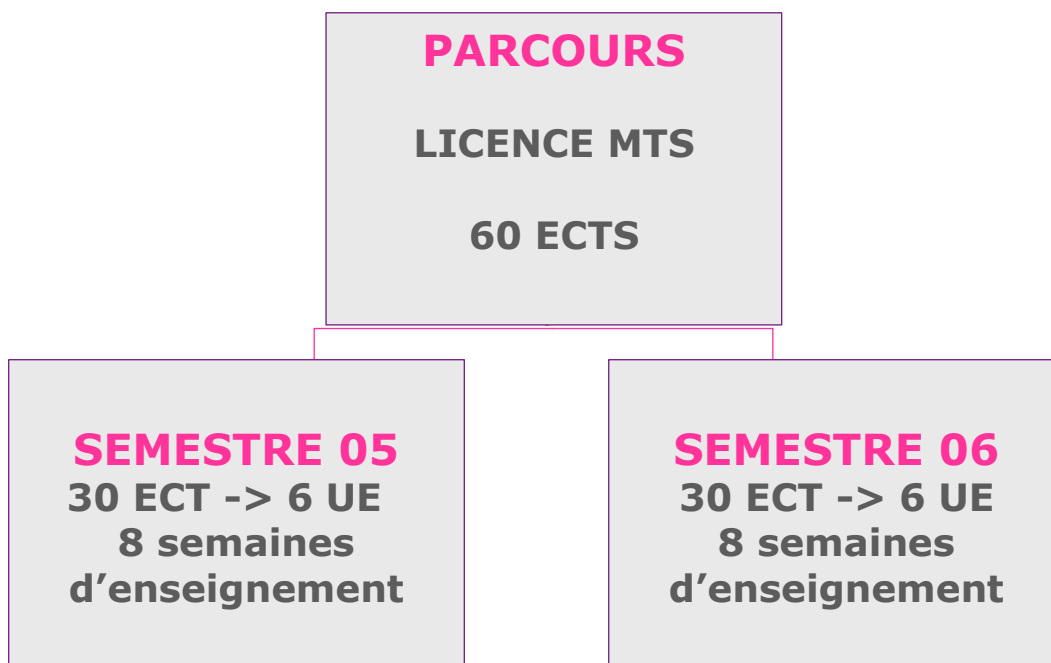 PARCOURS
LICENCE MTS
60 ECTS
SEMESTRE 05
30 ECT -> 6 UE
8 semaines
d’enseignement
SEMESTRE 06
30 ECT -> 6 UE
8 semaines
d’enseignement